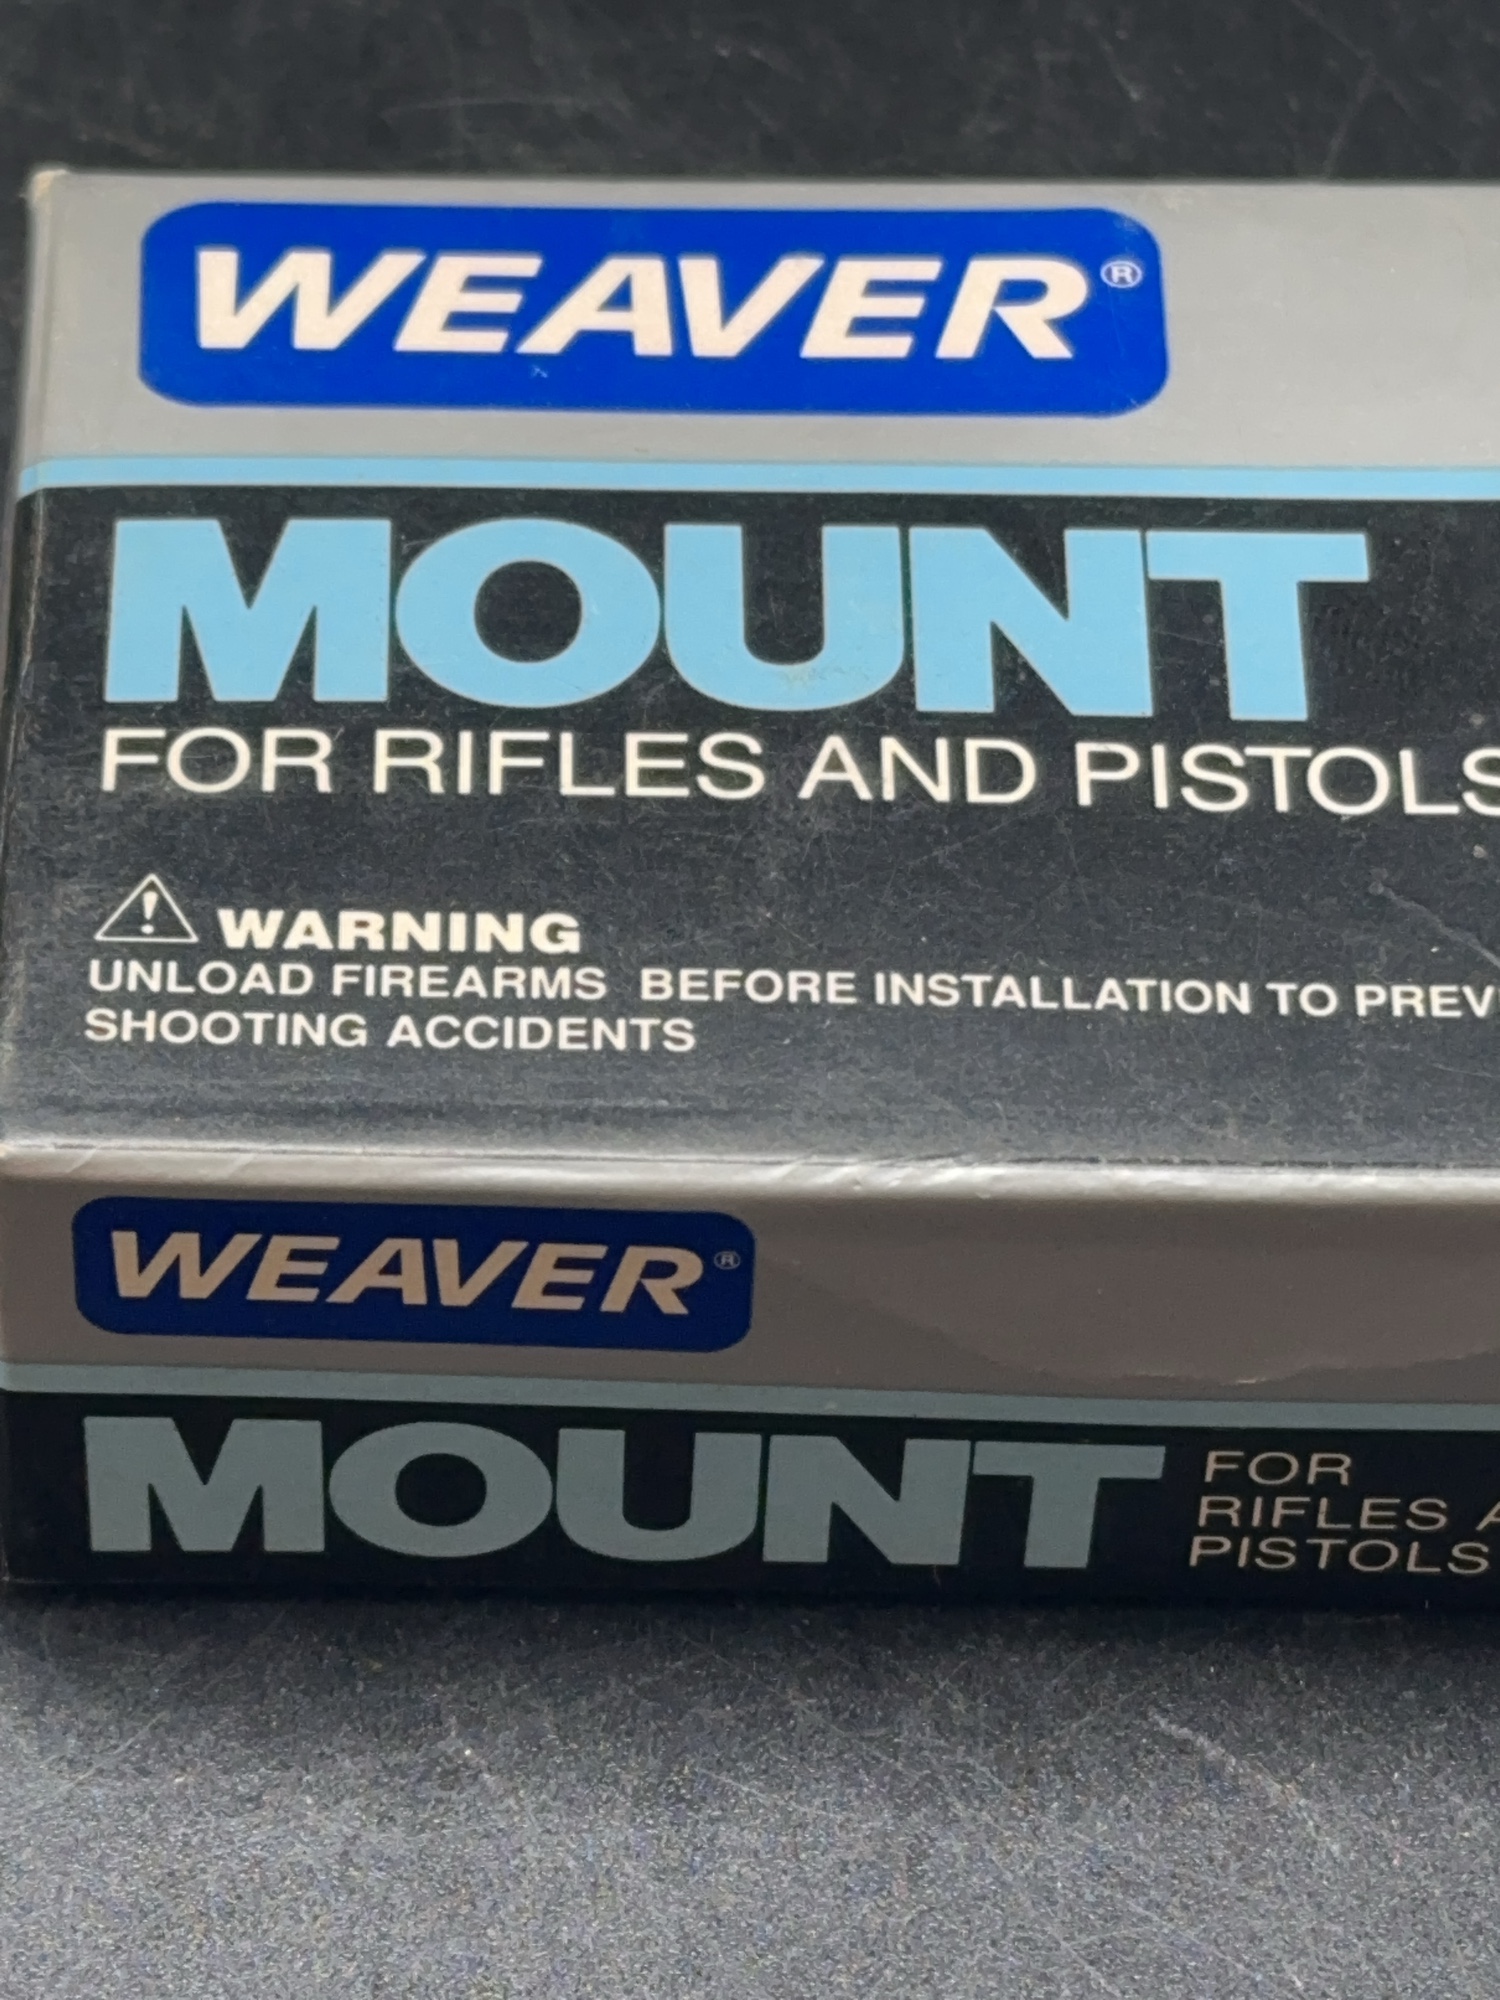 WEAVER®
MOUNT
FOR RIFLES AND PISTOLS
WARNING
UNLOAD FIREARMS BEFORE INSTALLATION TO PREV
SHOOTING ACCIDENTS
WEAVER®
MOUNT
FOR
RIFLES A
PISTOLS